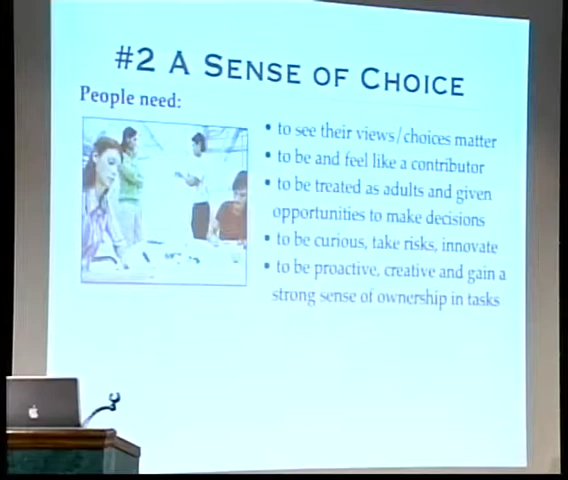 #2 A SENSE OF CHOICE
People need:
• to see their views/choices matter
• to be and feel like a contributor
• to be treated as adults and given
opportunities to make decisions
• to be curious, take risks, innovate
• to be proactive, creative and gain a
strong sense of ownership in tasks